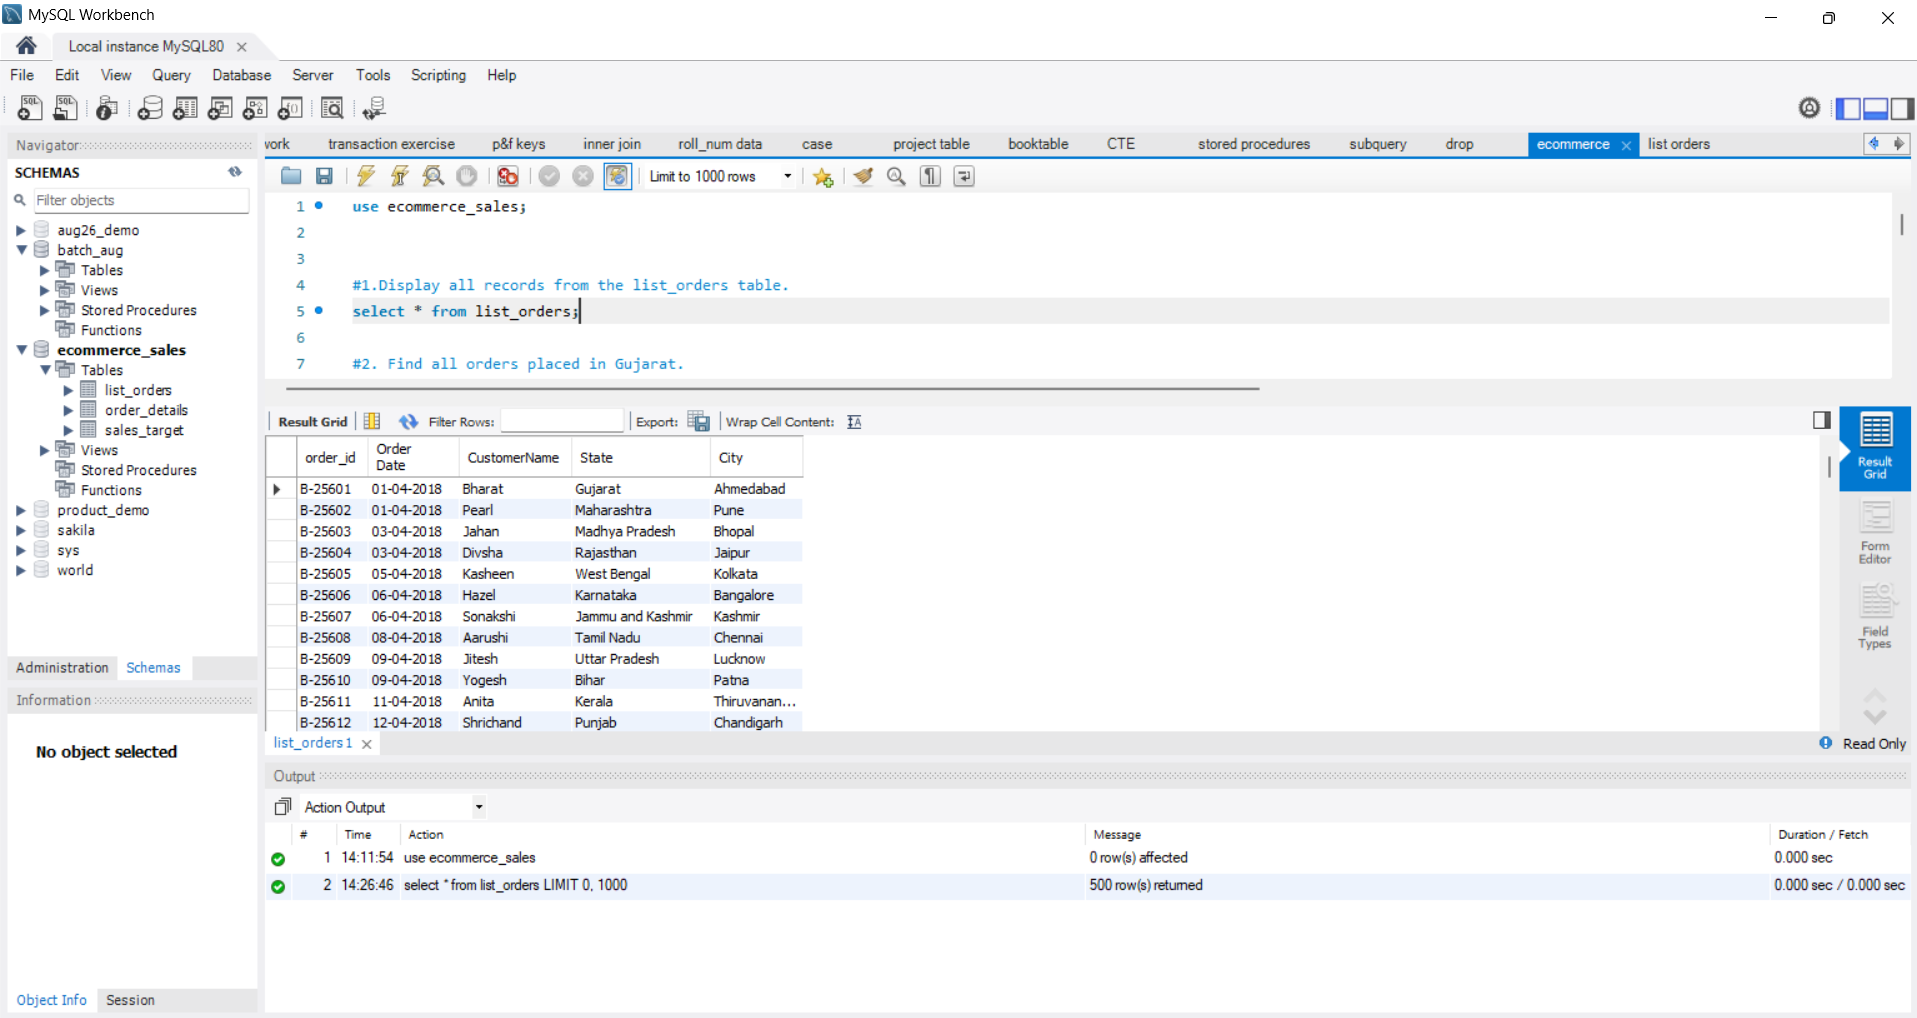 MySQL Workbench
Local instance MySQL80
File Edit View Query Database Server Tools Scripting Help
Navigator
SCHEMAS
Filter objects
aug26_demo
batch_aug
Tables
Views
Stored Procedures
Functions
ecommerce_sales
Tables
list_orders
order_details
sales_target
Views
Stored Procedures
Functions
product_demo
sakila
sys
world
Administration Schemas
Information
No object selected
Object Info Session
work transaction exercise p&f keys inner join roll_num data case project table booktable CTE stored procedures subquery drop ecommerce list orders
Limit to 1000 rows
1 use ecommerce_sales;
2
3
4 #1.Display all records from the list_orders table.
5 select * from list_orders;
6
7 #2. Find all orders placed in Gujarat.
Result Grid Filter Rows: Export: Wrap Cell Content:
order_id Order Date CustomerName State City
B-25601 01-04-2018 Bharat Gujarat Ahmedabad
B-25602 01-04-2018 Pearl Maharashtra Pune
B-25603 03-04-2018 Jahan Madhya Pradesh Bhopal
B-25604 03-04-2018 Divsha Rajasthan Jaipur
B-25605 05-04-2018 Kasheen West Bengal Kolkata
B-25606 06-04-2018 Hazel Karnataka Bangalore
B-25607 06-04-2018 Sonakshi Jammu and Kashmir Kashmir
B-25608 08-04-2018 Aarushi Tamil Nadu Chennai
B-25609 09-04-2018 Jitesh Uttar Pradesh Lucknow
B-25610 09-04-2018 Yogesh Bihar Patna
B-25611 11-04-2018 Anita Kerala Thiruvanan...
B-25612 12-04-2018 Shrichand Punjab Chandigarh
Result
Grid
Form
Editor
Field
Types
list_orders 1
Read Only
Output
Action Output
# Time Action Message Duration / Fetch
1 14:11:54 use ecommerce_sales 0 row(s) affected 0.000 sec
2 14:26:46 select * from list_orders LIMIT 0, 1000 500 row(s) returned 0.000 sec / 0.000 sec